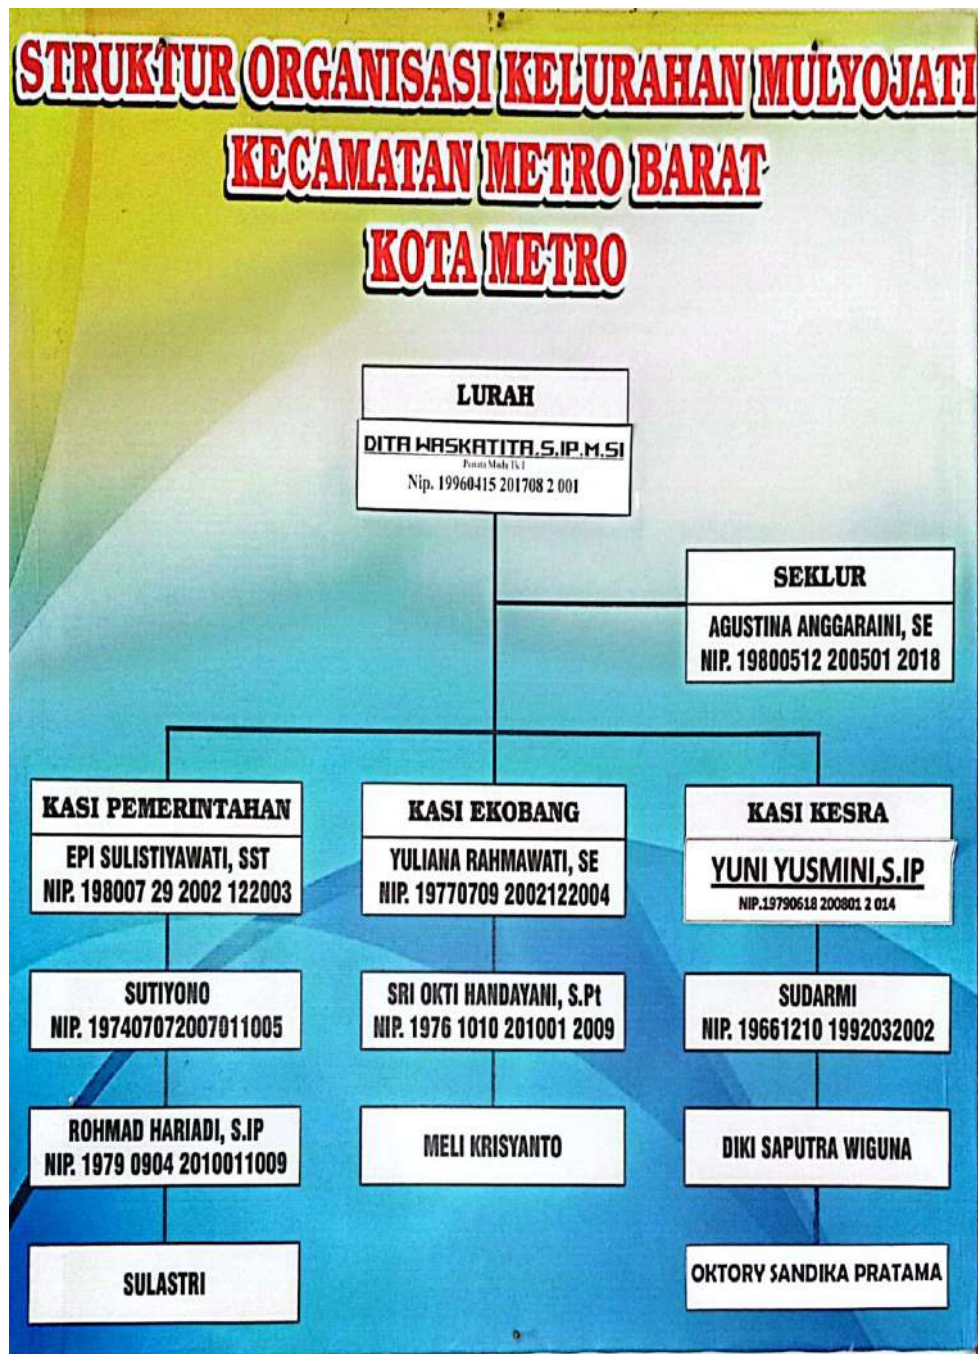 STRUKTUR ORGANISASI KELURAHAN MULYOJATI
KECAMATAN METRO BARAT
KOTA METRO
LURAH
DITA WASKATITA,S,IP,M,SI
Penata Muda Tk I
Nip. 19960415 201708 2 001
SEKLUR
AGUSTINA ANGGARAINI, SE
NIP. 19800512 200501 2018
KASI PEMERINTAHAN
EPI SULISTIYAWATI, SST
NIP. 198007 29 2002 122003
SUTIYONO
NIP. 197407072007011005
ROHMAD HARIADI, S.IP
NIP. 1979 0904 2010011009
SULASTRI
KASI EKOBANG
YULIANA RAHMAWATI, SE
NIP. 19770709 2002122004
SRI OKTI HANDAYANI, S.Pt
NIP. 1976 1010 201001 2009
MELI KRISYANTO
KASI KESRA
YUNI YUSMINI,S.IP
NIP.19790618 200801 2 014
SUDARMI
NIP. 19661210 1992032002
DIKI SAPUTRA WIGUNA
OKTORY SANDIKA PRATAMA